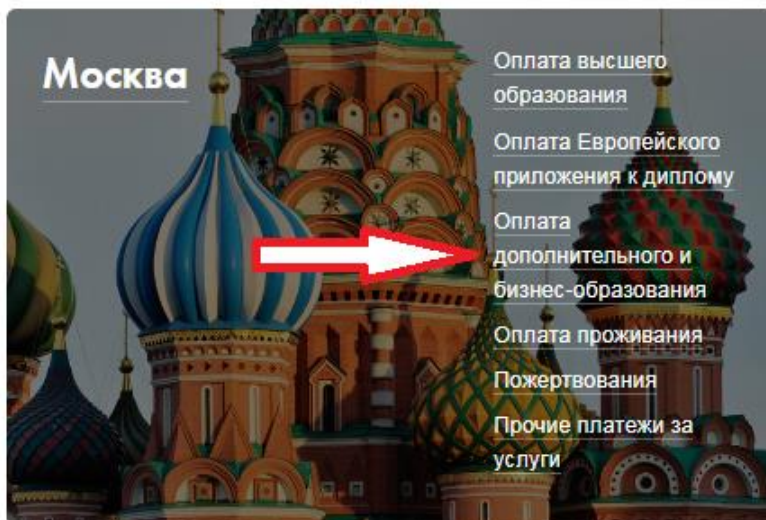 Москва
Оплата высшего
образования
Оплата Европейского
приложения к диплому
Оплата
дополнительного и
бизнес-образования
Оплата проживания
Пожертвования
Прочие платежи за
услуги